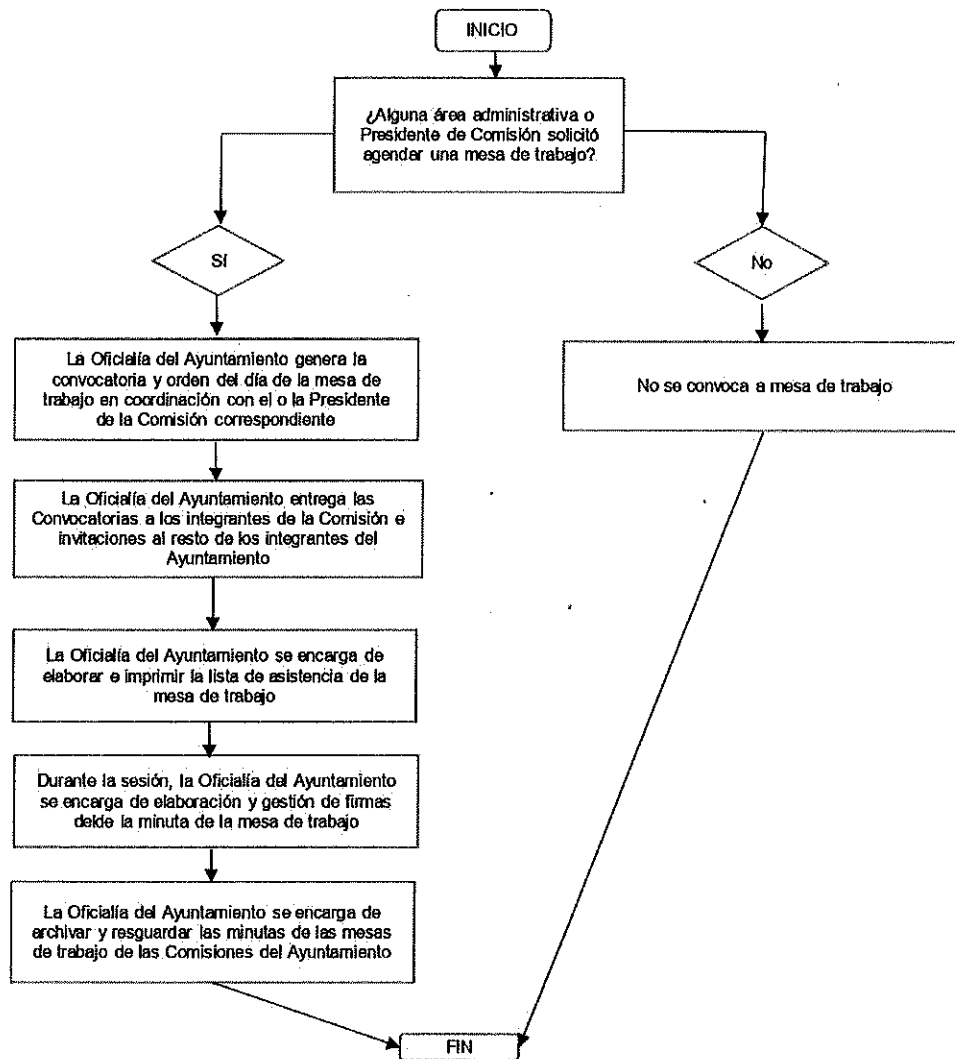 INICIO
¿Alguna área administrativa o
Presidente de Comisión solicitó
agendar una mesa de trabajo?
Sí
No
La Oficialía del Ayuntamiento genera la
convocatoria y orden del día de la mesa de
trabajo en coordinación con el o la Presidente
de la Comisión correspondiente
No se convoca a mesa de trabajo
La Oficialía del Ayuntamiento entrega las
Convocatorias a los integrantes de la Comisión e
invitaciones al resto de los integrantes del
Ayuntamiento
La Oficialía del Ayuntamiento se encarga de
elaborar e imprimir la lista de asistencia de la
mesa de trabajo
Durante la sesión, la Oficialía del Ayuntamiento
se encarga de elaboración y gestión de firmas
delde la minuta de la mesa de trabajo
La Oficialía del Ayuntamiento se encarga de
archivar y resguardar las minutas de las mesas
de trabajo de las Comisiones del Ayuntamiento
FIN